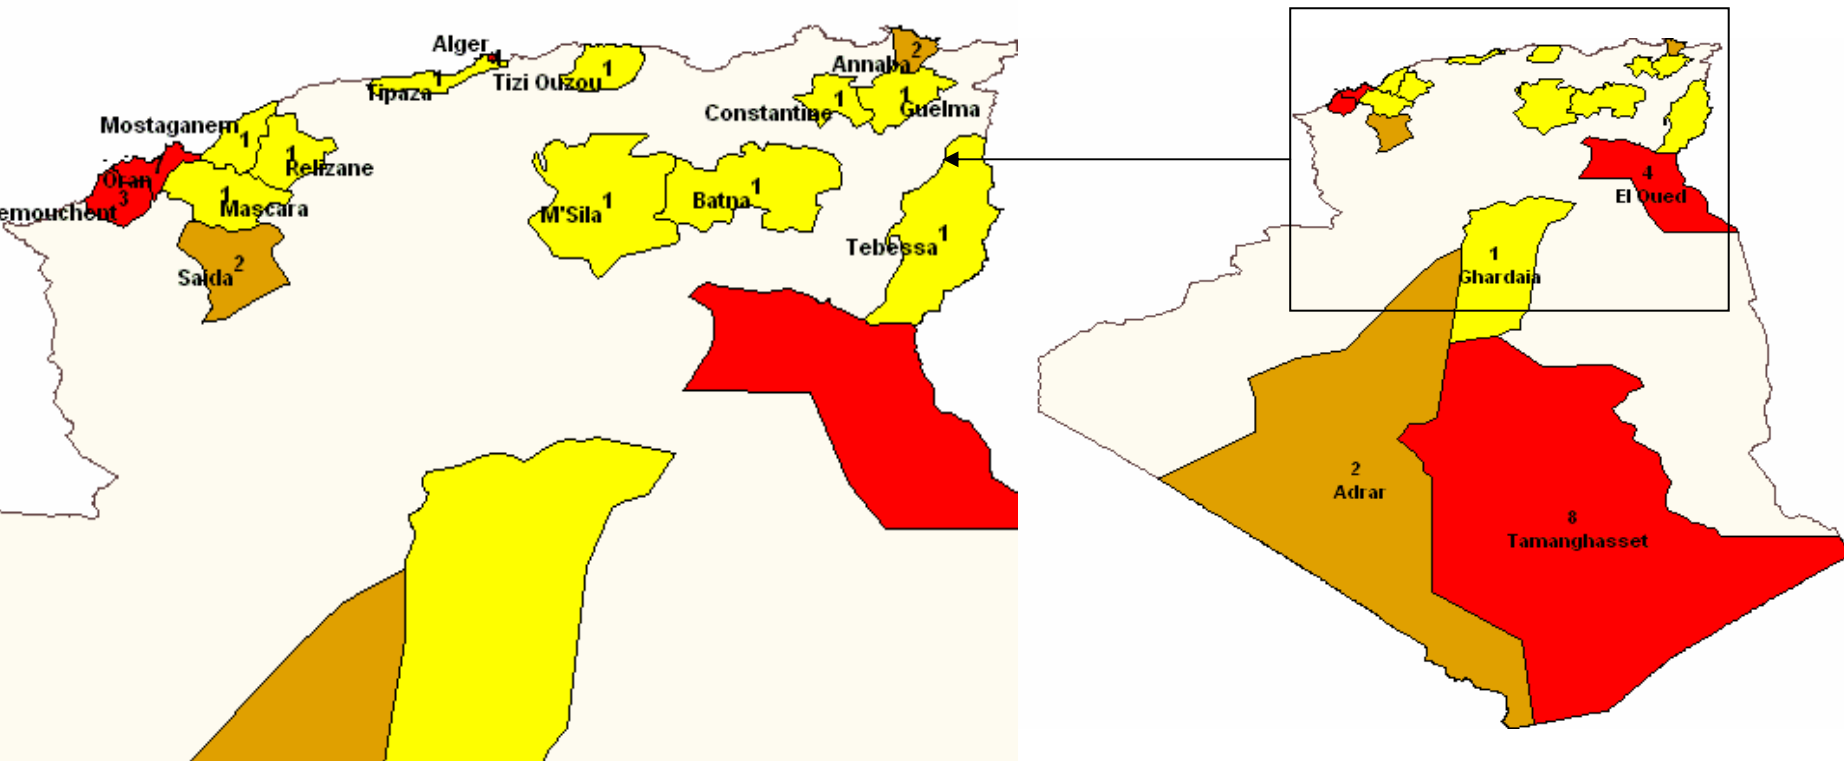 Alger
Annaba 2
Tizi Ouzou 1
Tipaza 1
Constantine 1
Guelma 1
Mostaganem 1
Relizane 1
Oran 7
emouchent 3
Mascara 1
M'Sila 1
Batna 1
Tebessa 1
Saida 2
4
El Oued
1
Ghardaia
2
Adrar
8
Tamanghasset